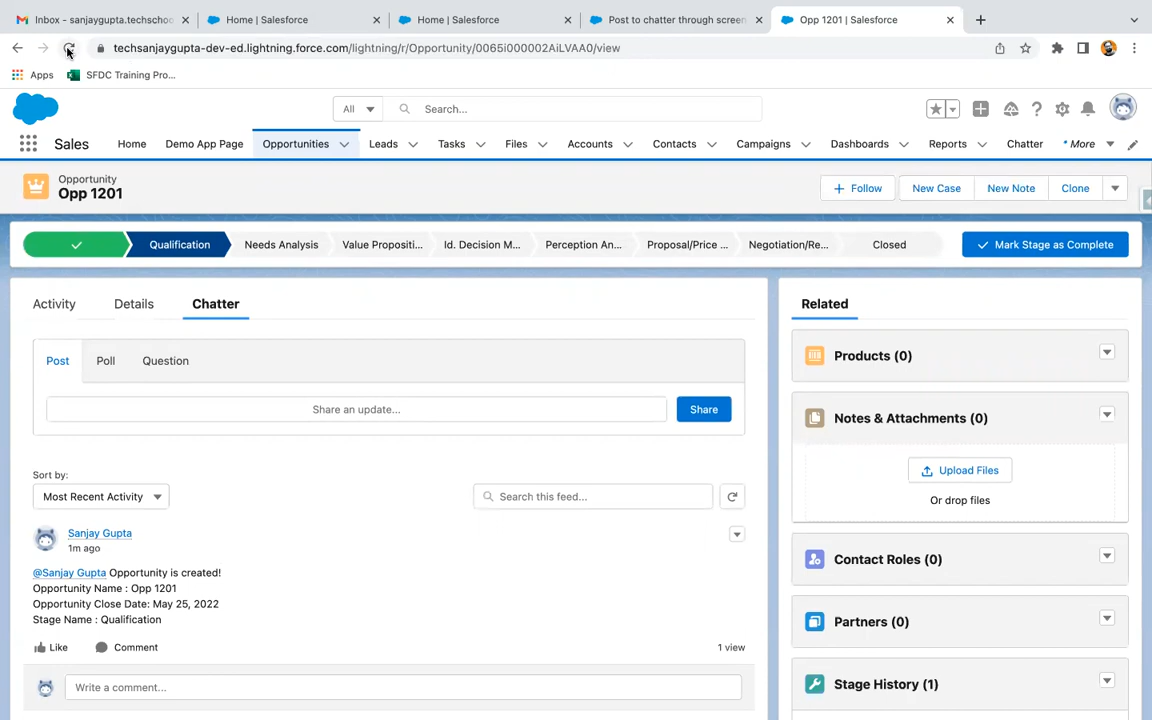 Inbox - sanjaygupta.techschoo
Home | Salesforce
Home | Salesforce
Post to chatter through screen
Opp 1201 | Salesforce
techsanjaygupta-dev-ed.lightning.force.com/lightning/r/Opportunity/0065i000002AiLVAA0/view
Apps
SFDC Training Pro...
All
Search...
Sales
Home
Demo App Page
Opportunities
Leads
Tasks
Files
Accounts
Contacts
Campaigns
Dashboards
Reports
Chatter
* More
Opportunity
Opp 1201
Follow
New Case
New Note
Clone
Qualification
Needs Analysis
Value Propositi...
Id. Decision M...
Perception An...
Proposal/Price ...
Negotiation/Re...
Closed
Mark Stage as Complete
Activity
Details
Chatter
Post
Poll
Question
Share an update...
Share
Sort by:
Most Recent Activity
Search this feed...
Sanjay Gupta
1m ago
@Sanjay Gupta Opportunity is created!
Opportunity Name : Opp 1201
Opportunity Close Date: May 25, 2022
Stage Name : Qualification
Like
Comment
1 view
Write a comment...
Related
Products (0)
Notes & Attachments (0)
Upload Files
Or drop files
Contact Roles (0)
Partners (0)
Stage History (1)